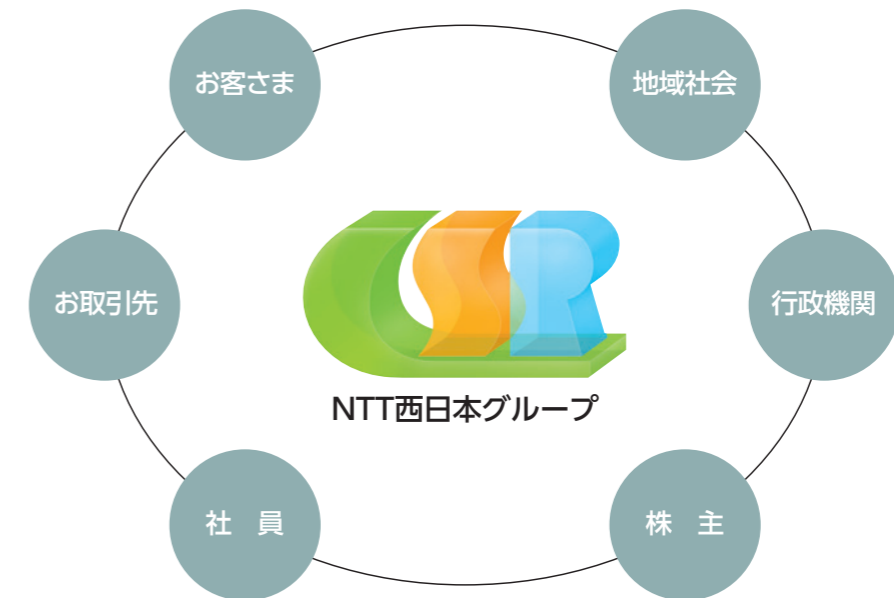 お客さま
地域社会
お取引先
CSR
行政機関
NTT西日本グループ
社　員
株　主